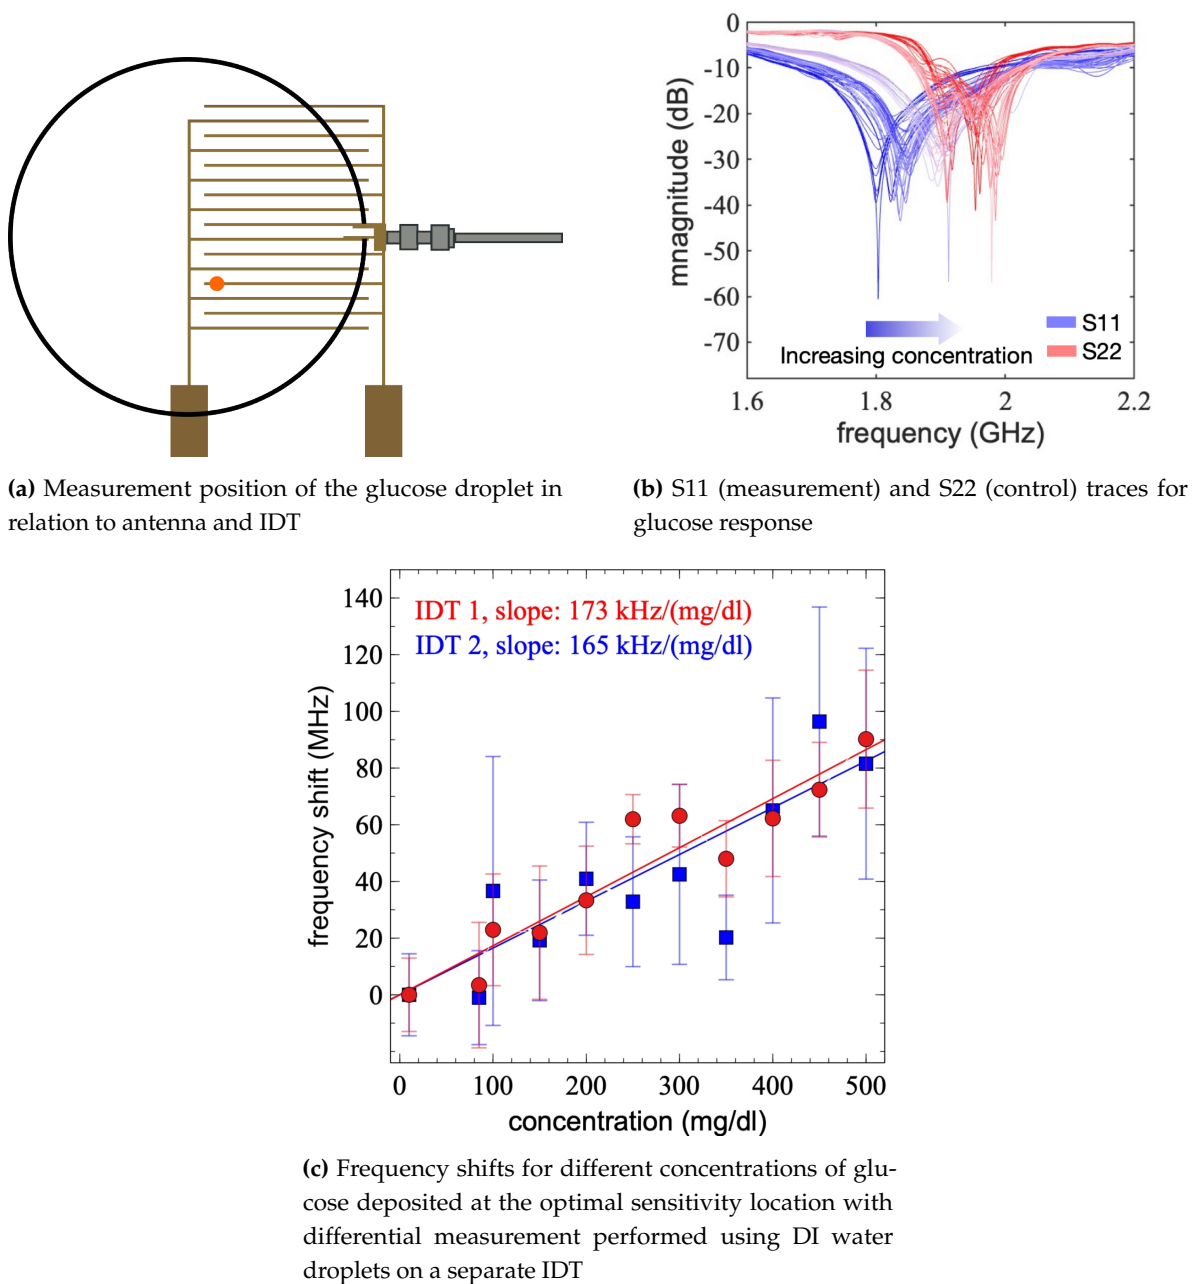 0
-10
-20
-30
-40
-50
-60
-70
mnagnitude (dB)
Increasing concentration
S11
S22
1.6
1.8
2
2.2
frequency (GHz)
(a) Measurement position of the glucose droplet in
relation to antenna and IDT
(b) S11 (measurement) and S22 (control) traces for
glucose response
140
120
100
80
60
40
20
0
frequency shift (MHz)
IDT 1, slope: 173 kHz/(mg/dl)
IDT 2, slope: 165 kHz/(mg/dl)
0 100 200 300 400 500
concentration (mg/dl)
(c) Frequency shifts for different concentrations of glu-
cose deposited at the optimal sensitivity location with
differential measurement performed using DI water
droplets on a separate IDT